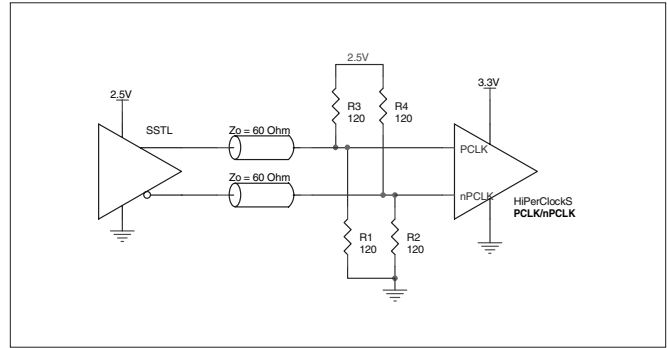 2.5V
3.3V
2.5V
SSTL
R3
120
R4
120
Zo = 60 Ohm
PCLK
Zo = 60 Ohm
nPCLK
HiPerClockS
PCLK/nPCLK
R1
120
R2
120